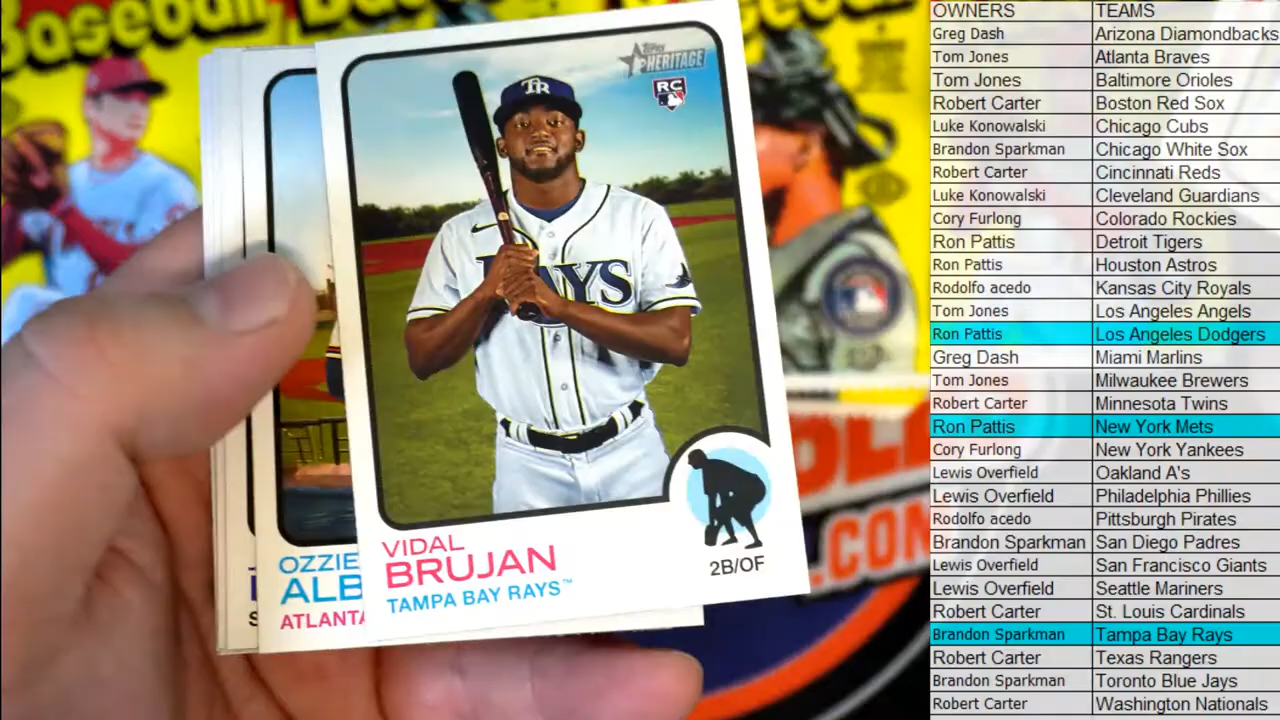 Baseball, Baseball
Topps
HERITAGE
RC
TB
RAYS
VIDAL
BRUJAN
TAMPA BAY RAYS™
2B/OF
OZZIE
ALB
ATLANTA
.COM
OWNERS TEAMS
Greg Dash Arizona Diamondbacks
Tom Jones Atlanta Braves
Tom Jones Baltimore Orioles
Robert Carter Boston Red Sox
Luke Konowalski Chicago Cubs
Brandon Sparkman Chicago White Sox
Robert Carter Cincinnati Reds
Luke Konowalski Cleveland Guardians
Cory Furlong Colorado Rockies
Ron Pattis Detroit Tigers
Ron Pattis Houston Astros
Rodolfo acedo Kansas City Royals
Tom Jones Los Angeles Angels
Ron Pattis Los Angeles Dodgers
Greg Dash Miami Marlins
Tom Jones Milwaukee Brewers
Robert Carter Minnesota Twins
Ron Pattis New York Mets
Cory Furlong New York Yankees
Lewis Overfield Oakland A's
Lewis Overfield Philadelphia Phillies
Rodolfo acedo Pittsburgh Pirates
Brandon Sparkman San Diego Padres
Lewis Overfield San Francisco Giants
Lewis Overfield Seattle Mariners
Robert Carter St. Louis Cardinals
Brandon Sparkman Tampa Bay Rays
Robert Carter Texas Rangers
Brandon Sparkman Toronto Blue Jays
Robert Carter Washington Nationals